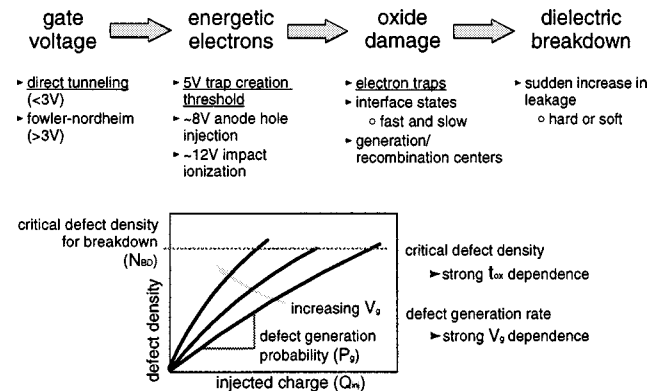 gate voltage
energetic electrons
oxide damage
dielectric breakdown
► direct tunneling
(<3V)
► fowler-nordheim
(>3V)
► 5V trap creation
threshold
► ~8V anode hole
injection
► ~12V impact
ionization
► electron traps
► interface states
o fast and slow
► generation/
recombination centers
► sudden increase in
leakage
o hard or soft
critical defect density
for breakdown
(NBD)
defect density
increasing Vg
defect generation
probability (Pg)
injected charge (Qinj)
critical defect density
►strong tox dependence
defect generation rate
►strong Vg dependence